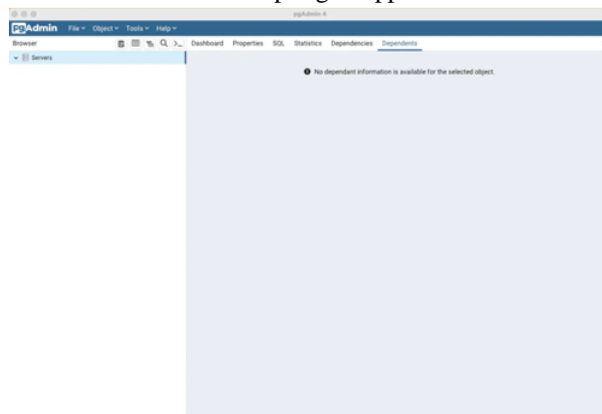 pgAdmin 4
pgAdmin File Object Tools Help
Browser Dashboard Properties SQL Statistics Dependencies Dependents
Servers
No dependant information is available for the selected object.